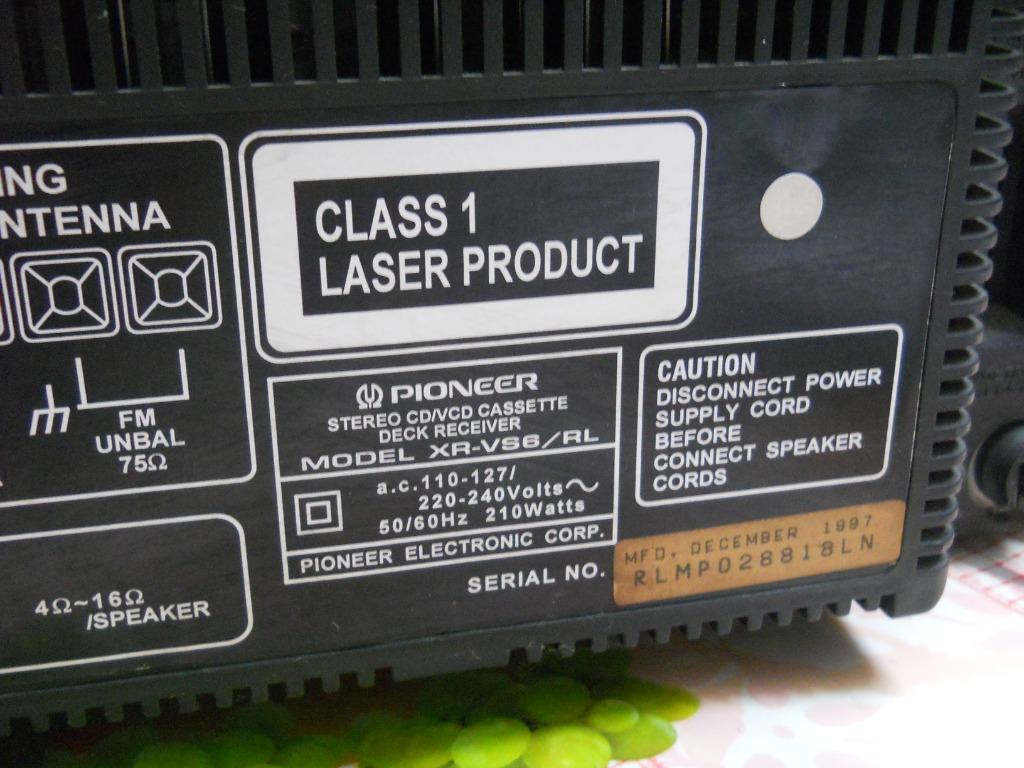 ING
NTENNA
FM
UNBAL
75Ω
4Ω~16Ω
/SPEAKER
CLASS 1
LASER PRODUCT
PIONEER
STEREO CD/VCD CASSETTE
DECK RECEIVER
MODEL XR-VS6/RL
a.c.110-127/
220-240Volts~
50/60Hz 210Watts
PIONEER ELECTRONIC CORP.
SERIAL NO.
CAUTION
DISCONNECT POWER
SUPPLY CORD
BEFORE
CONNECT SPEAKER
CORDS
MFD. DECEMBER 1997
RLMP028818LN